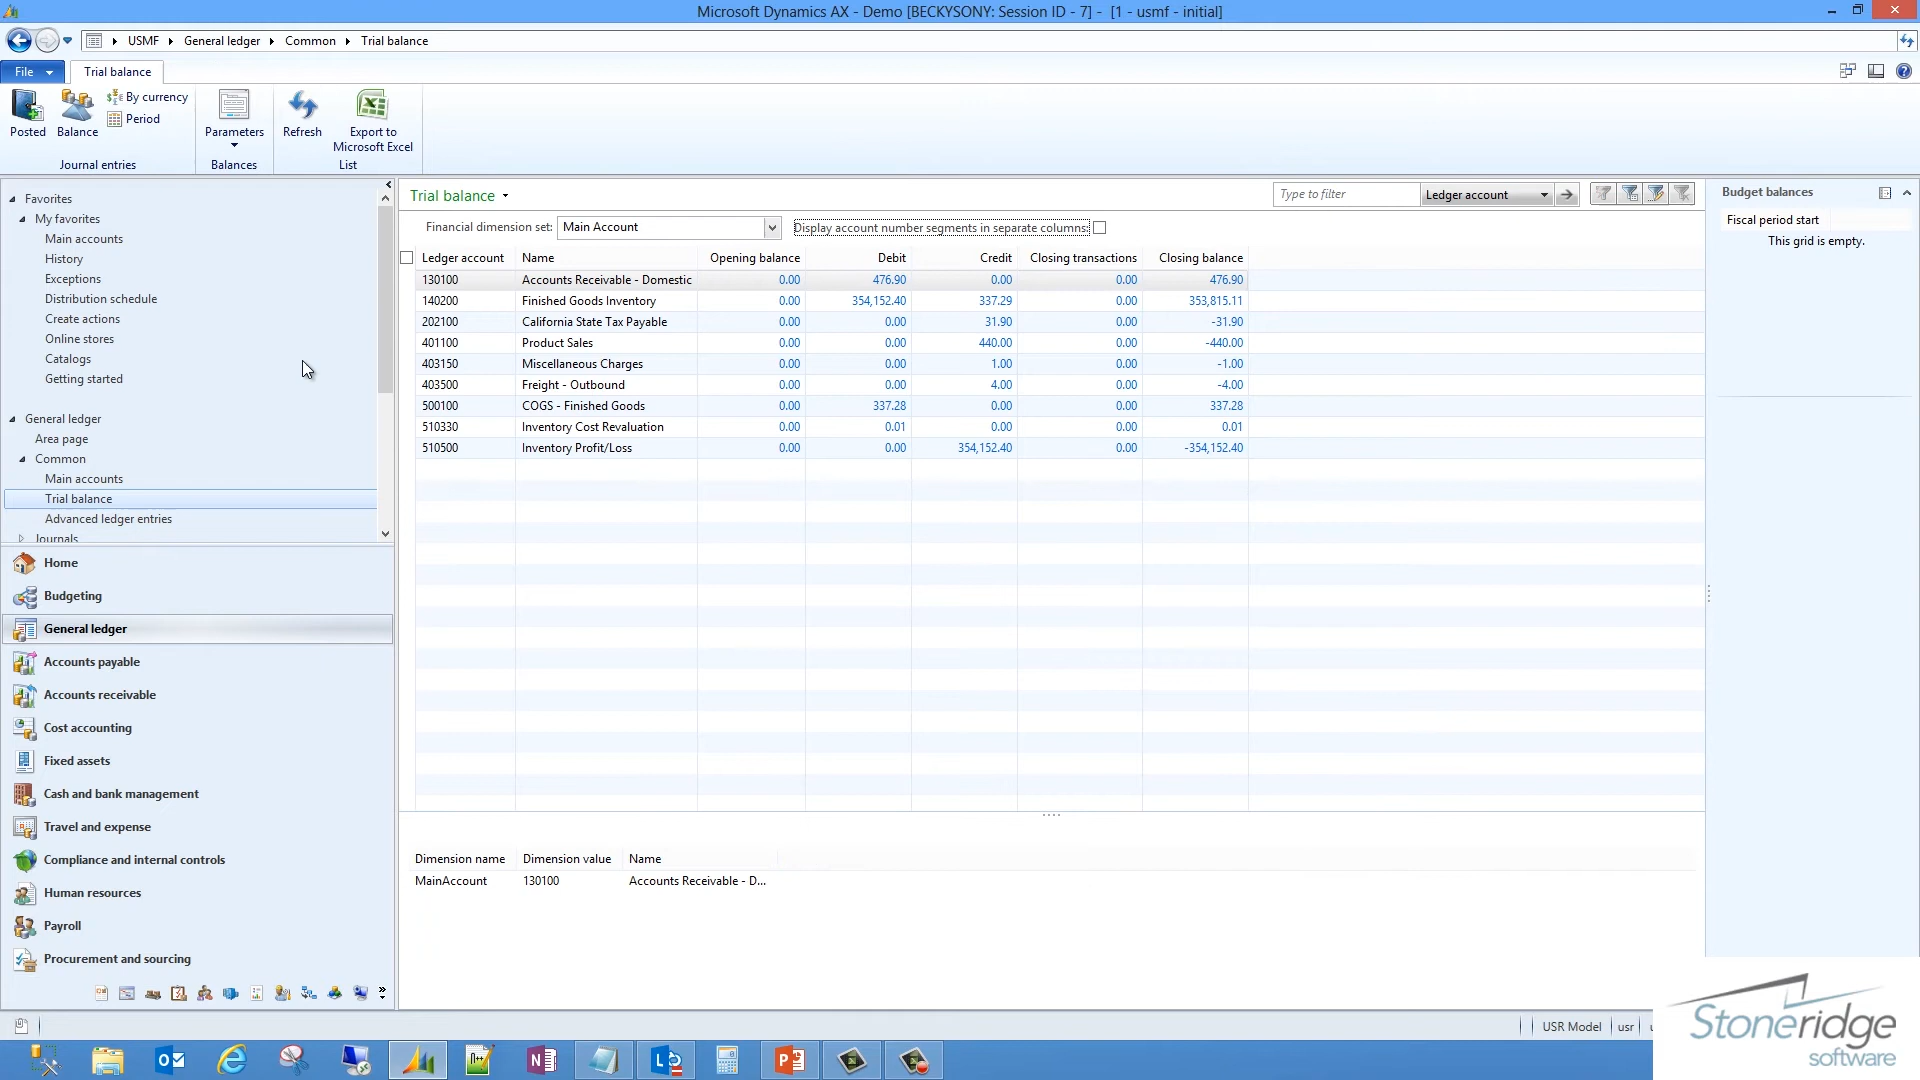 Microsoft Dynamics AX - Demo [BECKYSONY: Session ID - 7] - [1 - usmf - initial]
USMF General ledger Common Trial balance
File Trial balance
Posted Balance By currency Period Parameters Refresh Export to Microsoft Excel
Journal entries Balances List
Favorites
My favorites
Main accounts
History
Exceptions
Distribution schedule
Create actions
Online stores
Catalogs
Getting started
General ledger
Area page
Common
Main accounts
Trial balance
Advanced ledger entries
Journals
Home
Budgeting
General ledger
Accounts payable
Accounts receivable
Cost accounting
Fixed assets
Cash and bank management
Travel and expense
Compliance and internal controls
Human resources
Payroll
Procurement and sourcing
Trial balance Type to filter Ledger account
Financial dimension set: Main Account Display account number segments in separate columns:
Ledger account Name Opening balance Debit Credit Closing transactions Closing balance
130100 Accounts Receivable - Domestic 0.00 476.90 0.00 0.00 476.90
140200 Finished Goods Inventory 0.00 354,152.40 337.29 0.00 353,815.11
202100 California State Tax Payable 0.00 0.00 31.90 0.00 -31.90
401100 Product Sales 0.00 0.00 440.00 0.00 -440.00
403150 Miscellaneous Charges 0.00 0.00 1.00 0.00 -1.00
403500 Freight - Outbound 0.00 0.00 4.00 0.00 -4.00
500100 COGS - Finished Goods 0.00 337.28 0.00 0.00 337.28
510330 Inventory Cost Revaluation 0.00 0.01 0.00 0.00 0.01
510500 Inventory Profit/Loss 0.00 0.00 354,152.40 0.00 -354,152.40
Dimension name Dimension value Name
MainAccount 130100 Accounts Receivable - D...
Budget balances
Fiscal period start
This grid is empty.
USR Model usr
Stoneridge
software